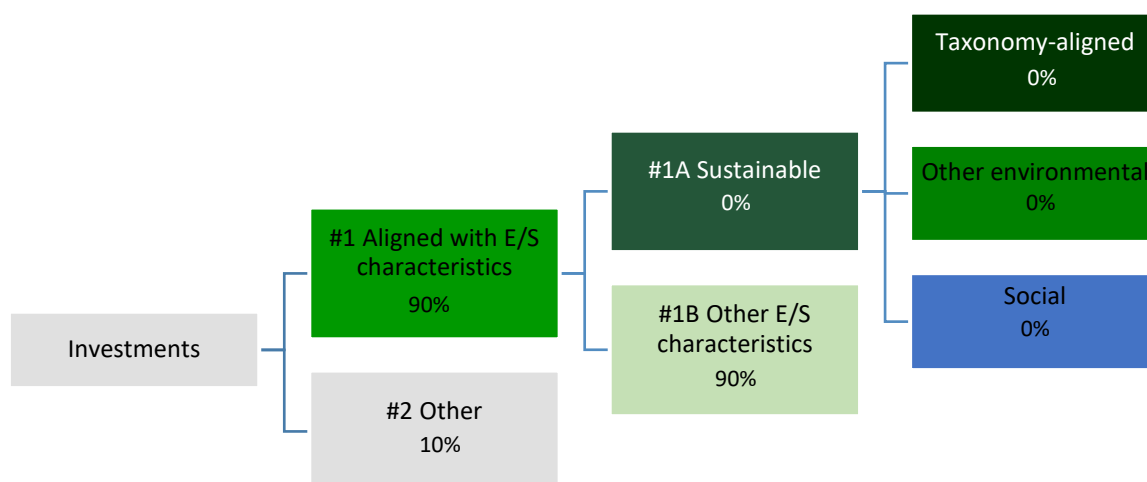 Investments
#1 Aligned with E/S
characteristics
90%
#2 Other
10%
#1A Sustainable
0%
#1B Other E/S
characteristics
90%
Taxonomy-aligned
0%
Other environmental
0%
Social
0%